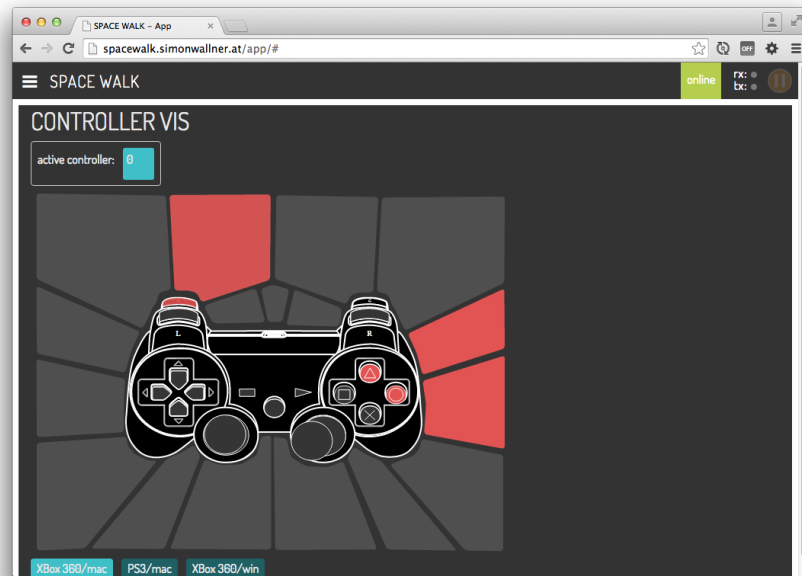 SPACE WALK – App
spacewalk.simonwallner.at/app/#
OFF
SPACE WALK
online
rx:
tx:
CONTROLLER VIS
active controller: 0
L
R
XBox 360/mac
PS3/mac
XBox 360/win